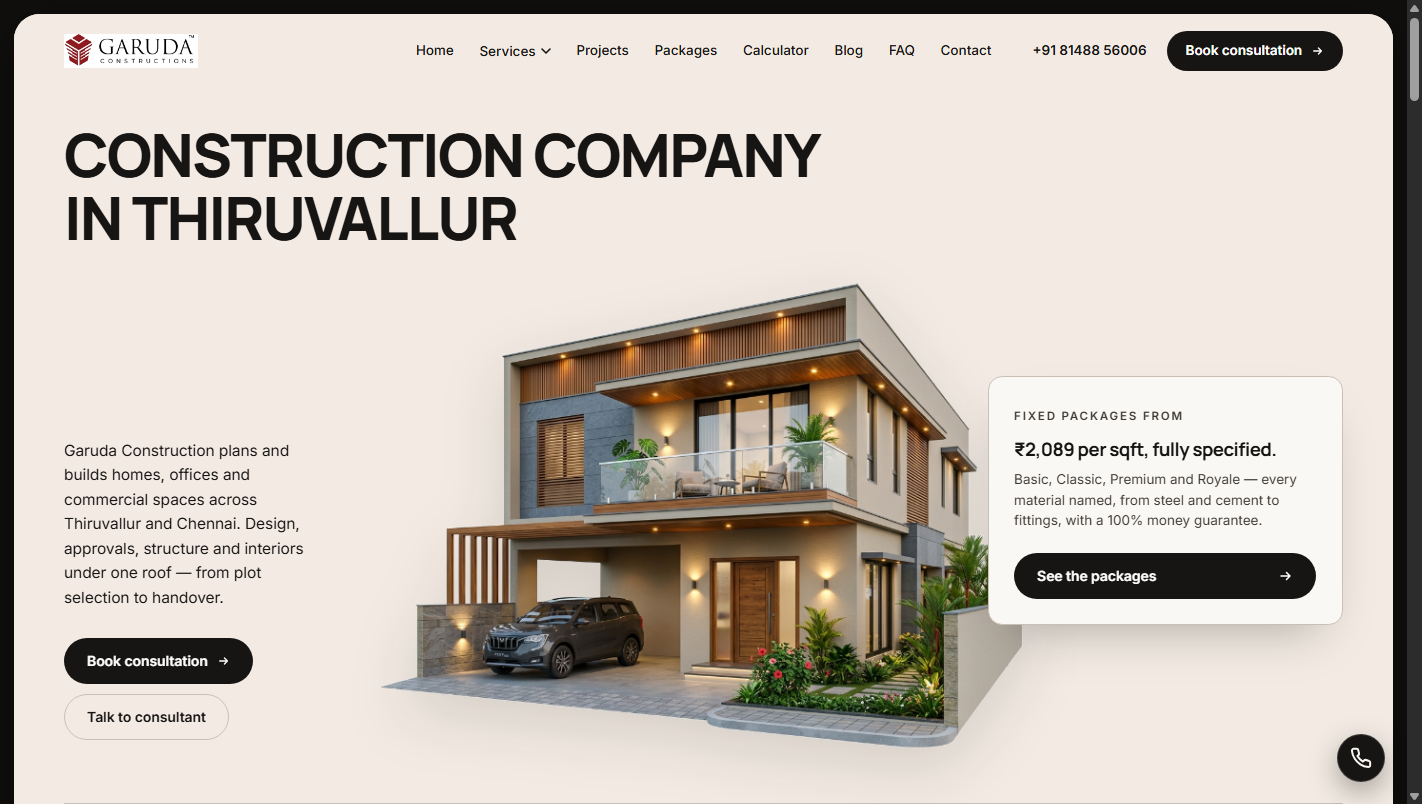 GARUDA™
CONSTRUCTIONS
Home
Services
Projects
Packages
Calculator
Blog
FAQ
Contact
+91 81488 56006
Book consultation →
CONSTRUCTION COMPANY
IN THIRUVALLUR
Garuda Construction plans and
builds homes, offices and
commercial spaces across
Thiruvallur and Chennai. Design,
approvals, structure and interiors
under one roof — from plot
selection to handover.
Book consultation →
Talk to consultant
FIXED PACKAGES FROM
₹2,089 per sqft, fully specified.
Basic, Classic, Premium and Royale — every
material named, from steel and cement to
fittings, with a 100% money guarantee.
See the packages →